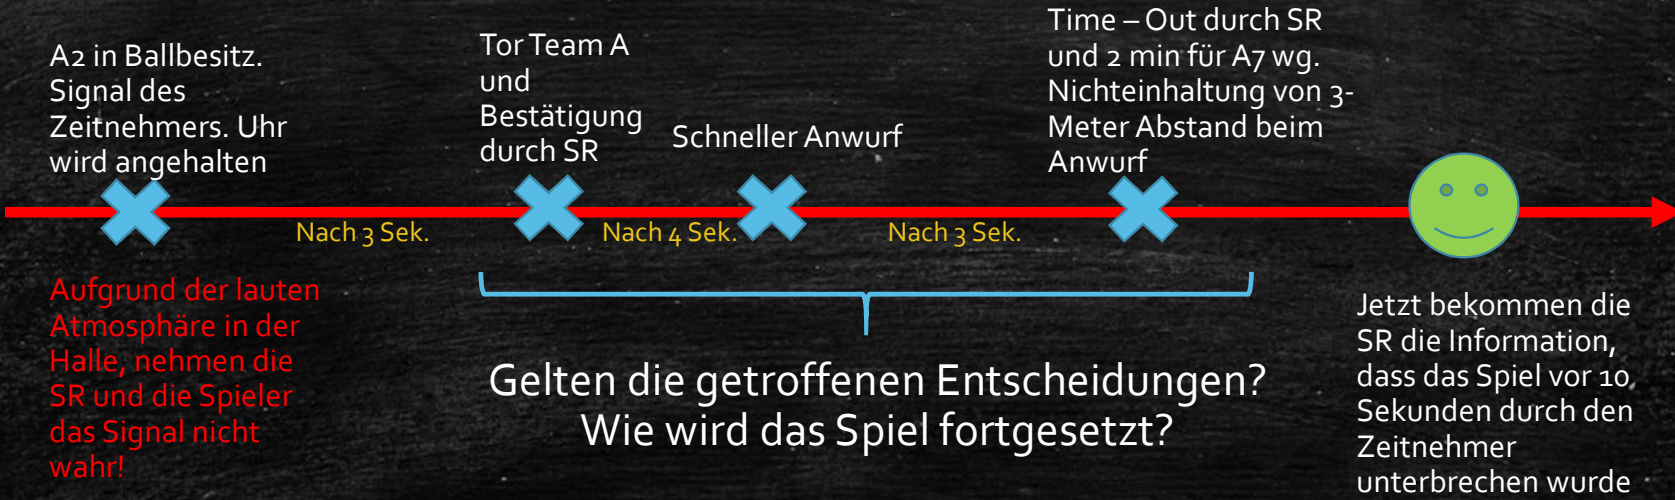 A2 in Ballbesitz.
Signal des
Zeitnehmers. Uhr
wird angehalten
Tor Team A
und
Bestätigung
durch SR
Schneller Anwurf
Time – Out durch SR
und 2 min für A7 wg.
Nichteinhaltung von 3-
Meter Abstand beim
Anwurf
Nach 3 Sek.
Nach 4 Sek.
Nach 3 Sek.
Aufgrund der lauten
Atmosphäre in der
Halle, nehmen die
SR und die Spieler
das Signal nicht
wahr!
Gelten die getroffenen Entscheidungen?
Wie wird das Spiel fortgesetzt?
Jetzt bekommen die
SR die Information,
dass das Spiel vor 10
Sekunden durch den
Zeitnehmer
unterbrechen wurde